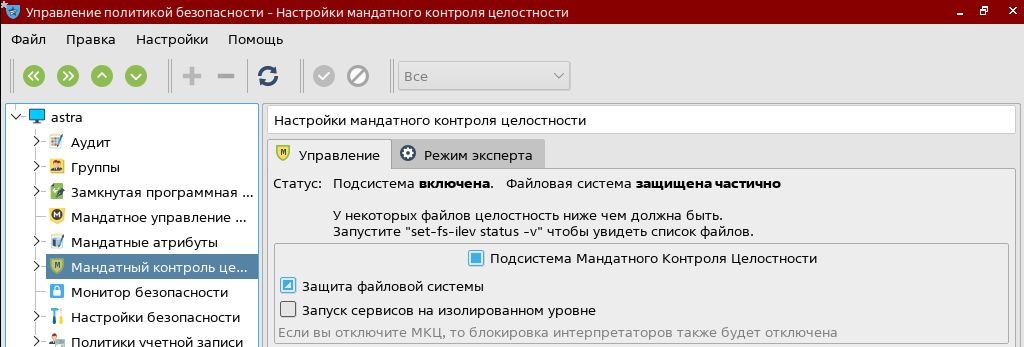 Управление политикой безопасности - Настройки мандатного контроля целостности
Файл Правка Настройки Помощь
Все
astra
Аудит
Группы
Замкнутая программная ...
Мандатное управление ...
Мандатные атрибуты
Мандатный контроль це...
Монитор безопасности
Настройки безопасности
Политики учетной записи
Настройки мандатного контроля целостности
Управление Режим эксперта
Статус: Подсистема включена. Файловая система защищена частично
У некоторых файлов целостность ниже чем должна быть.
Запустите "set-fs-ilev status -v" чтобы увидеть список файлов.
Подсистема Мандатного Контроля Целостности
Защита файловой системы
Запуск сервисов на изолированном уровне
Если вы отключите МКЦ, то блокировка интерпретаторов также будет отключена